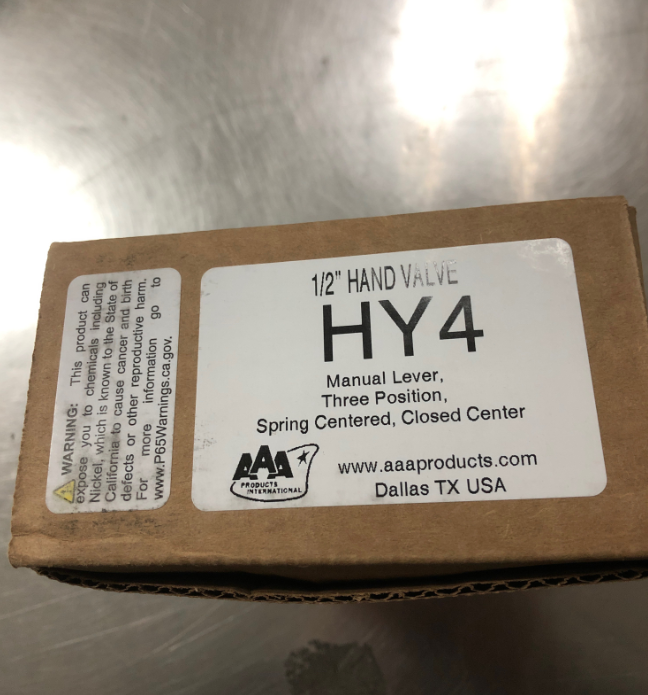 WARNING: This product can
expose you to chemicals including
Nickel, which is known to the State of
California to cause cancer and birth
defects or other reproductive harm.
For more information go to
www.P65Warnings.ca.gov.
1/2" HAND VALVE
HY4
Manual Lever,
Three Position,
Spring Centered, Closed Center
AAA
PRODUCTS
INTERNATIONAL
www.aaaproducts.com
Dallas TX USA